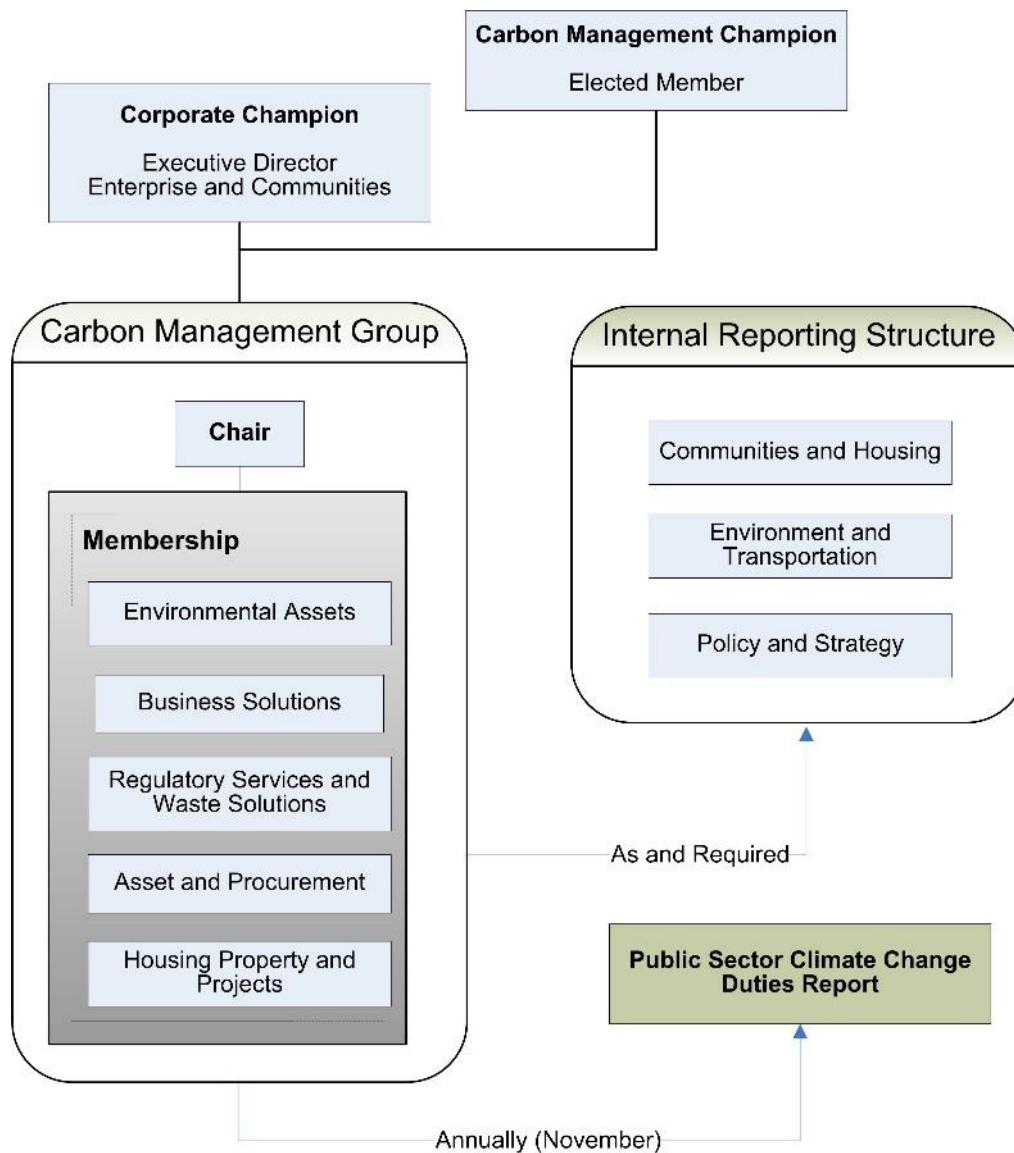 Carbon Management Champion
Elected Member
Corporate Champion
Executive Director
Enterprise and Communities
Carbon Management Group
Chair
Membership
Environmental Assets
Business Solutions
Regulatory Services and
Waste Solutions
Asset and Procurement
Housing Property and
Projects
Internal Reporting Structure
Communities and Housing
Environment and
Transportation
Policy and Strategy
As and Required
Public Sector Climate Change
Duties Report
Annually (November)